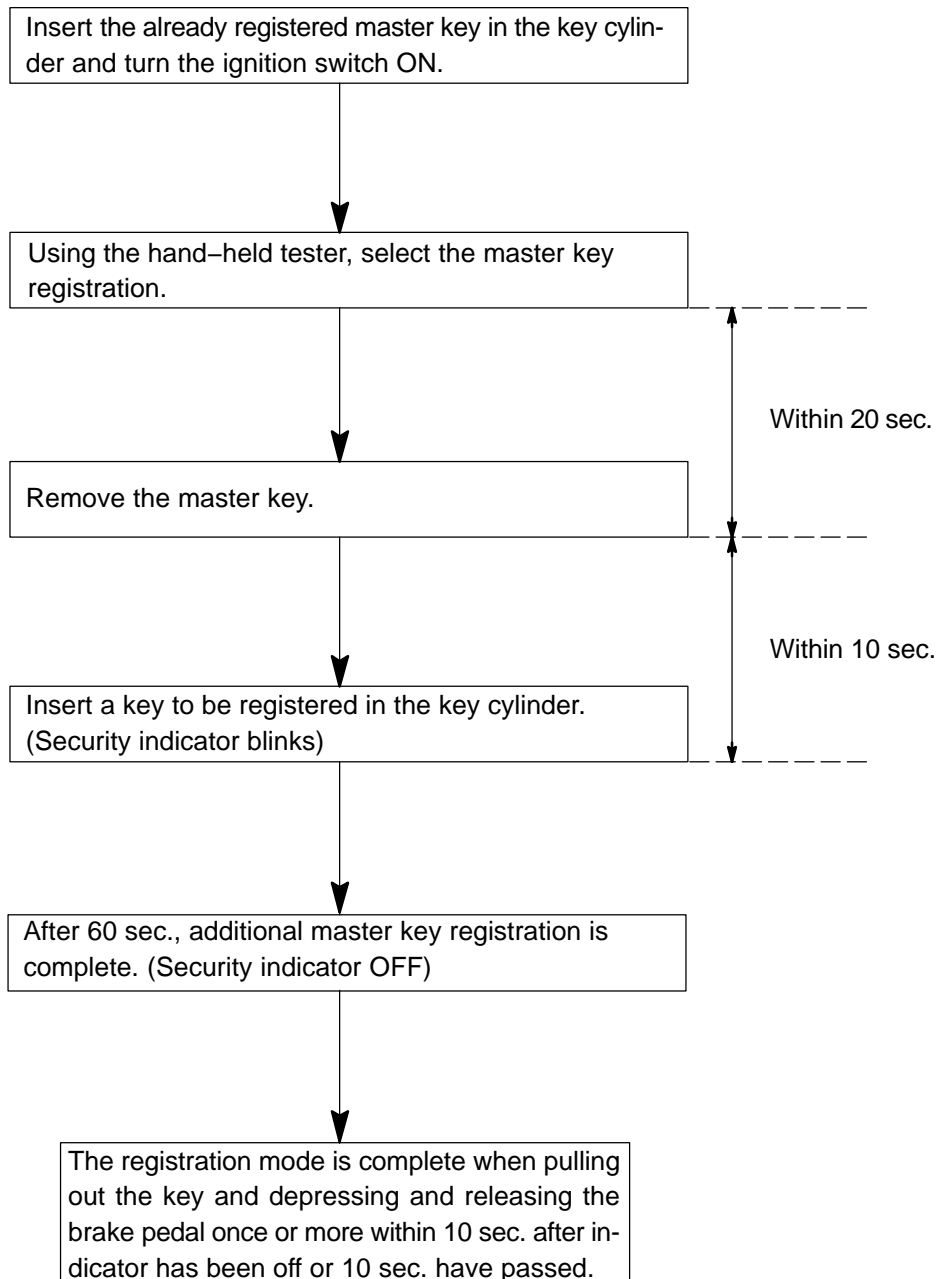 Insert the already registered master key in the key cylin-
der and turn the ignition switch ON.
Using the hand−held tester, select the master key
registration.
Within 20 sec.
Remove the master key.
Within 10 sec.
Insert a key to be registered in the key cylinder.
(Security indicator blinks)
After 60 sec., additional master key registration is
complete. (Security indicator OFF)
The registration mode is complete when pulling
out the key and depressing and releasing the
brake pedal once or more within 10 sec. after in-
dicator has been off or 10 sec. have passed.